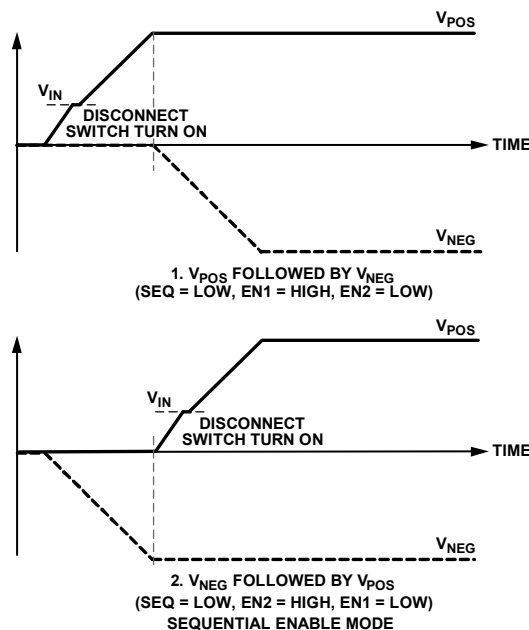 VPOS
VIN
DISCONNECT
SWITCH TURN ON
TIME
VNEG
1. VPOS FOLLOWED BY VNEG
(SEQ = LOW, EN1 = HIGH, EN2 = LOW)
VPOS
VIN
DISCONNECT
SWITCH TURN ON
TIME
VNEG
2. VNEG FOLLOWED BY VPOS
(SEQ = LOW, EN2 = HIGH, EN1 = LOW)
SEQUENTIAL ENABLE MODE